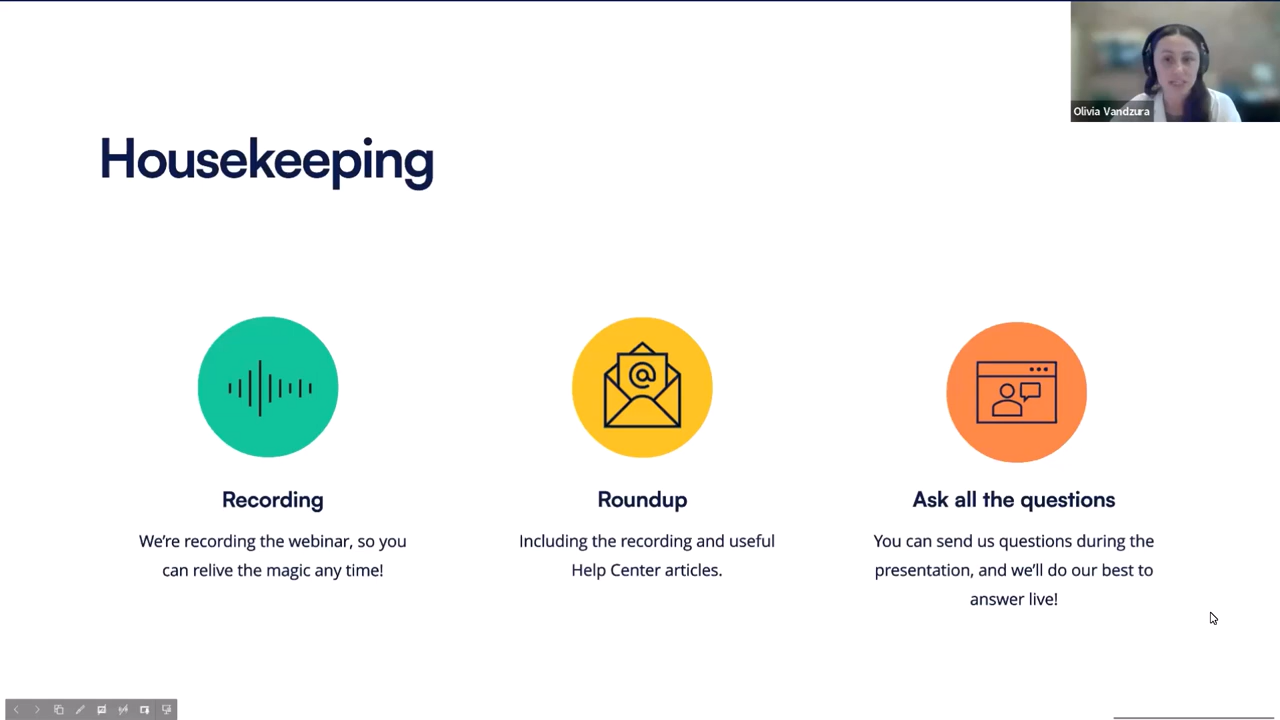 Olivia Vandzura
Housekeeping
Recording
We're recording the webinar, so you
can relive the magic any time!
Roundup
Including the recording and useful
Help Center articles.
Ask all the questions
You can send us questions during the
presentation, and we'll do our best to
answer live!